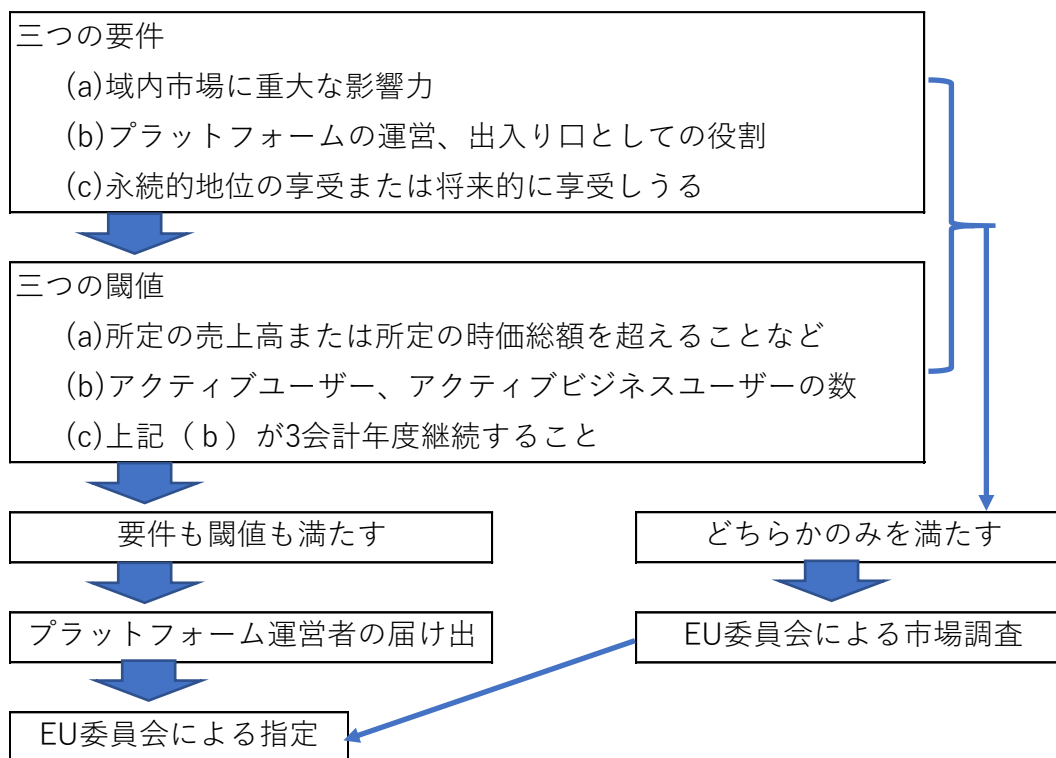 三つの要件
(a)域内市場に重大な影響力
(b)プラットフォームの運営、出入り口としての役割
(c)永続的地位の享受または将来的に享受しうる
三つの閾値
(a)所定の売上高または所定の時価総額を超えることなど
(b)アクティブユーザー、アクティブビジネスユーザーの数
(c)上記（ｂ）が3会計年度継続すること
要件も閾値も満たす
どちらかのみを満たす
プラットフォーム運営者の届け出
EU委員会による市場調査
EU委員会による指定